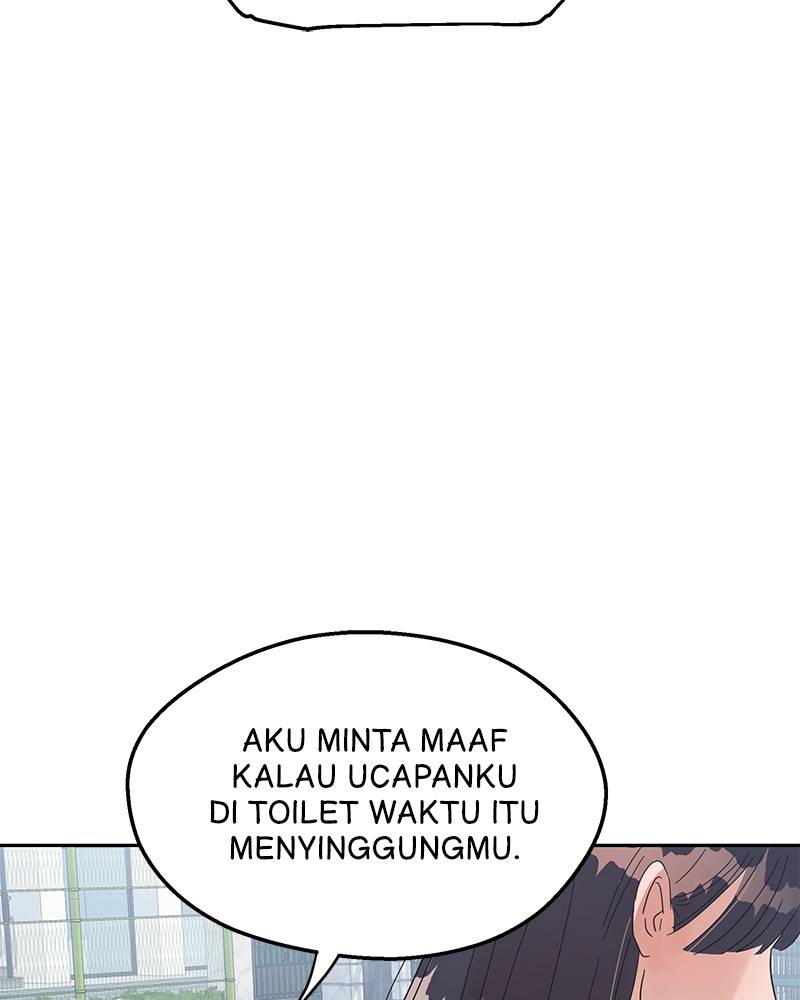 AKU MINTA MAAF
KALAU UCAPANKU
DI TOILET WAKTU ITU
MENYINGGUNGMU.